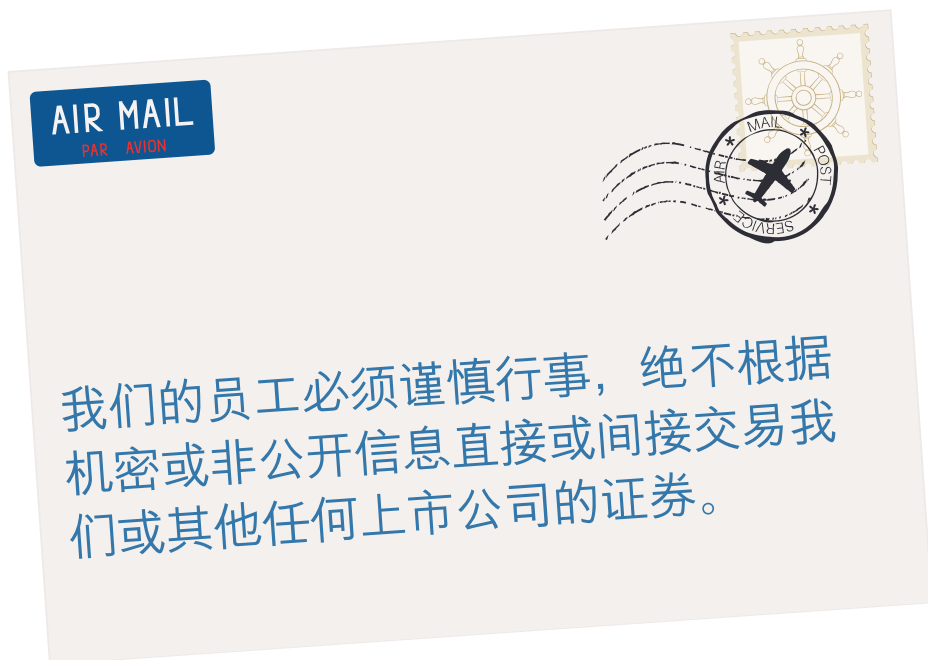 AIR MAIL
PAR AVION
AIR MAIL POST SERVICE
我们的员工必须谨慎行事，绝不根据
机密或非公开信息直接或间接交易我
们或其他任何上市公司的证券。